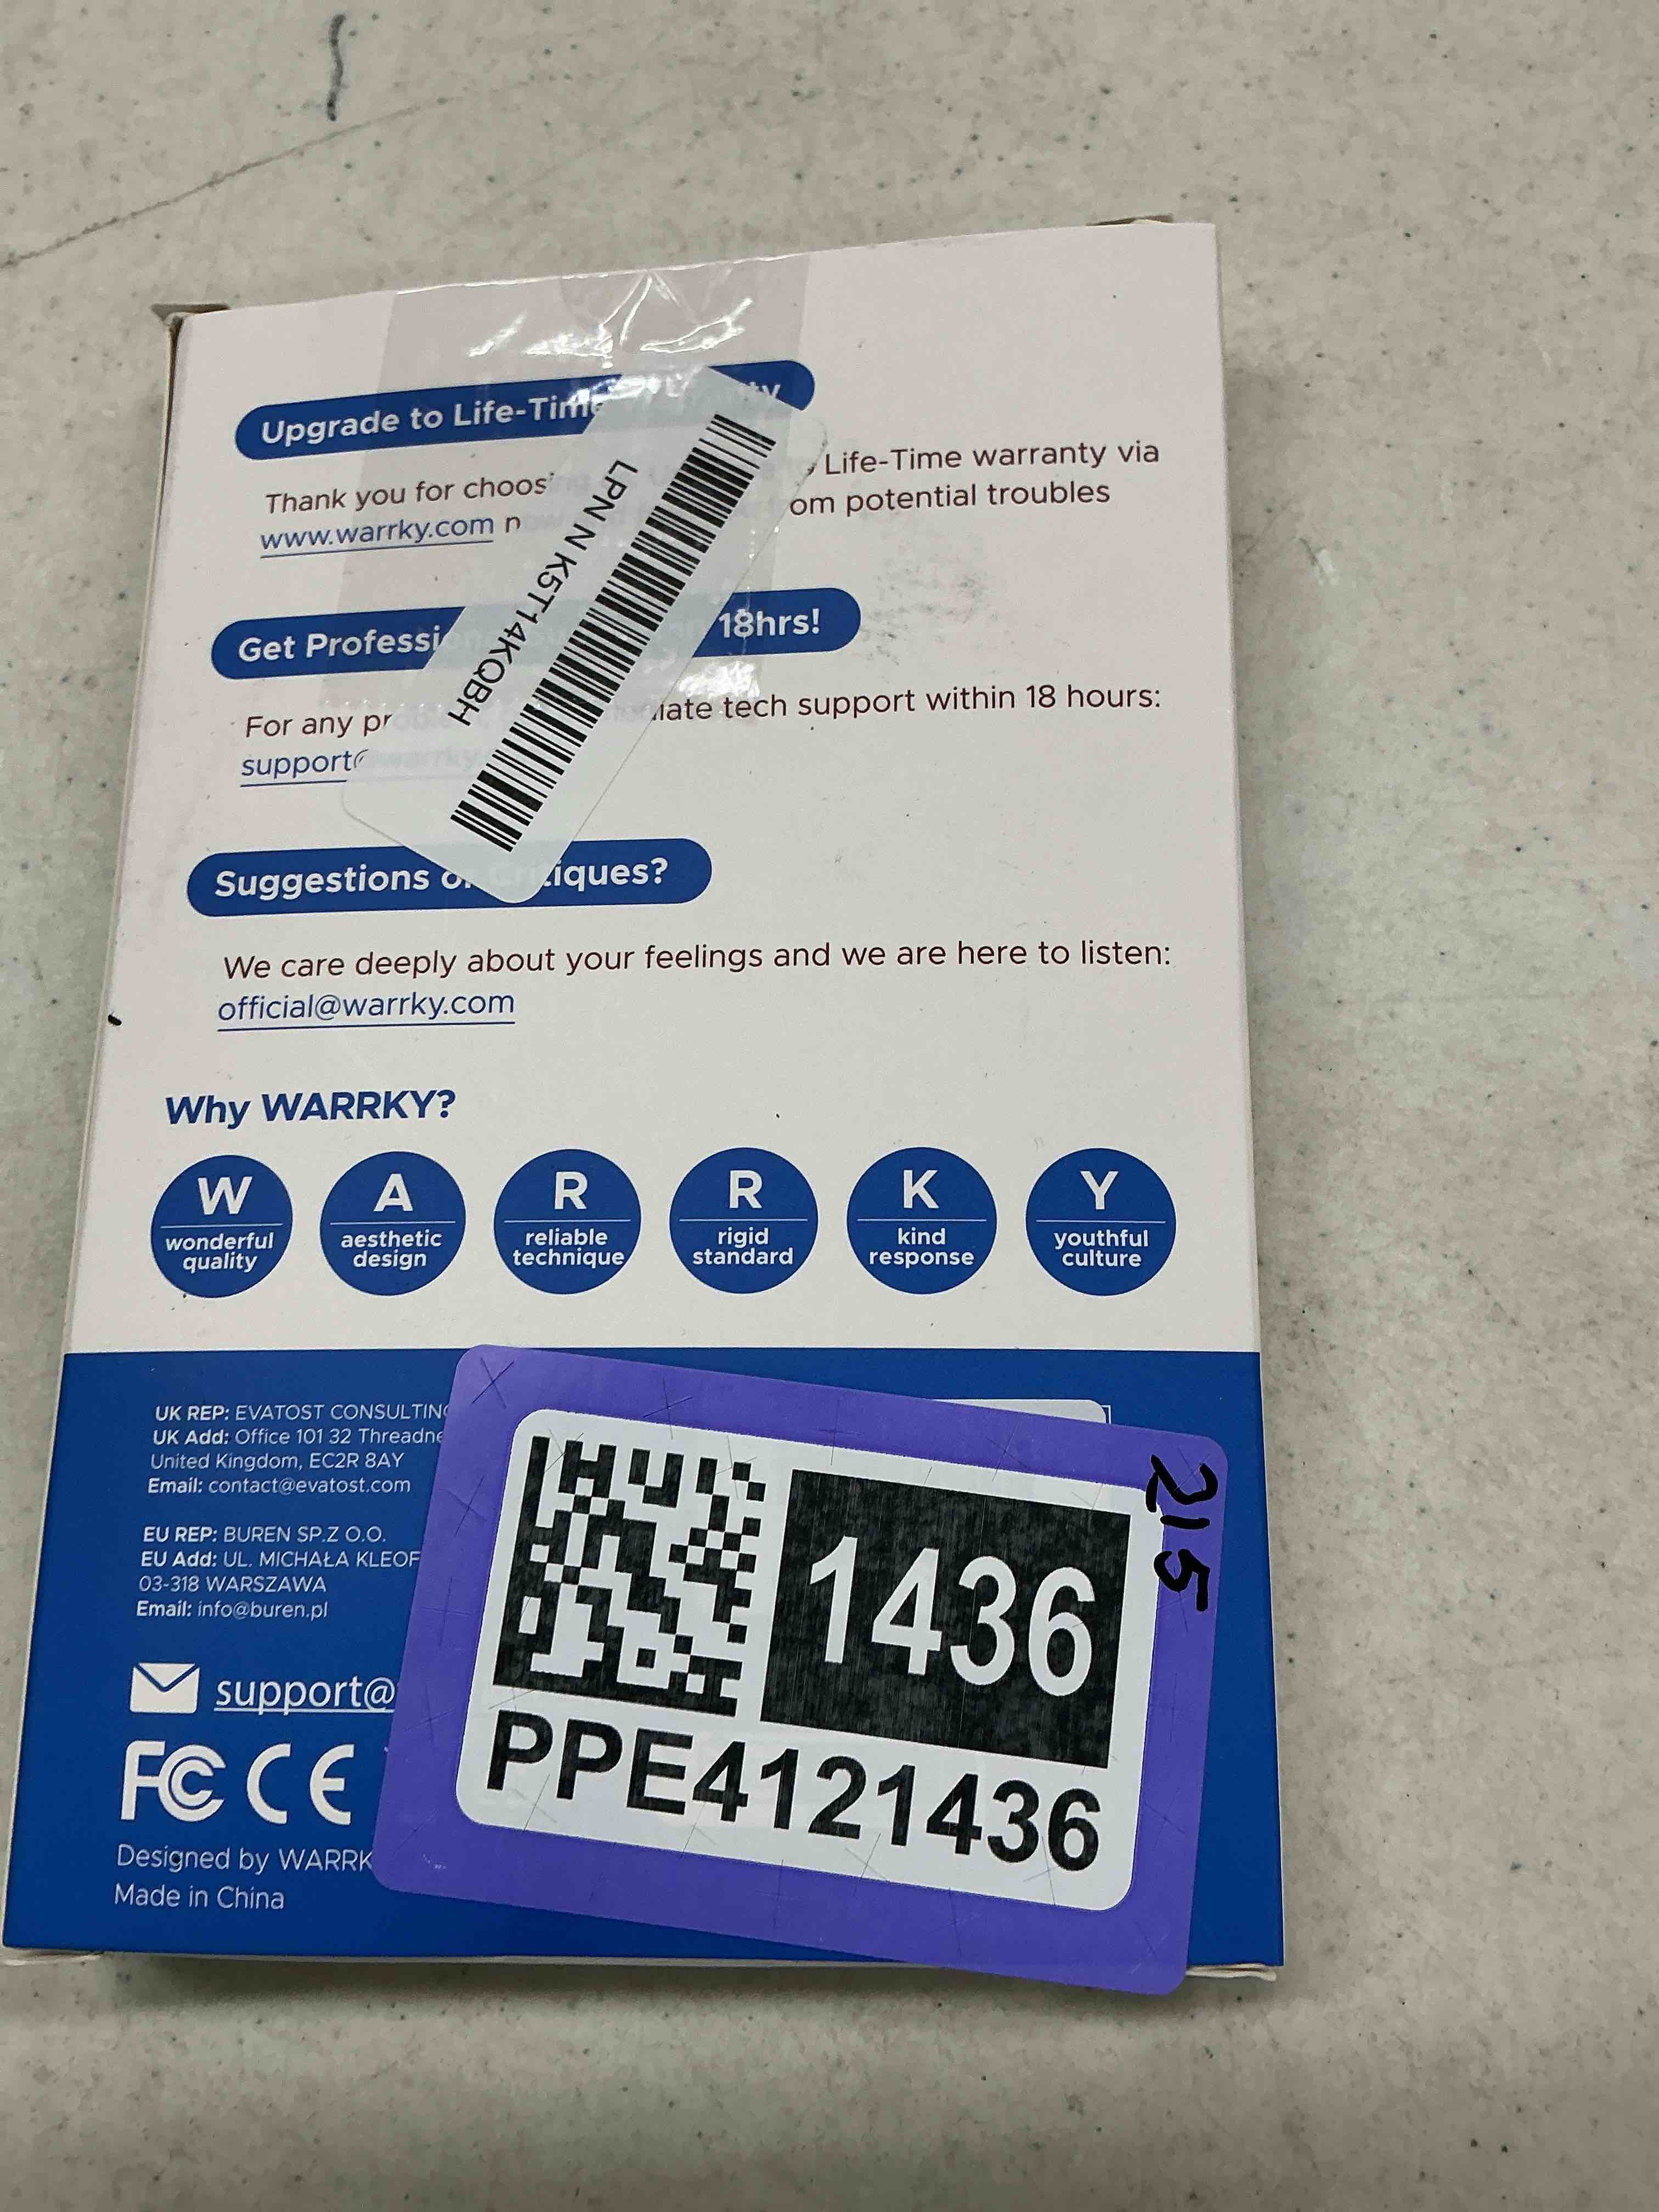 Upgrade to Life-Time
Thank you for choos Life-Time warranty via
www.warrky.com om potential troubles
LPN N K5T14KQBH
Get Professi 18hrs!
For any pr iate tech support within 18 hours:
support@
Suggestions or Critiques?
We care deeply about your feelings and we are here to listen:
official@warrky.com
Why WARRKY?
W A R R K Y
wonderful quality
aesthetic design
reliable technique
rigid standard
kind response
youthful culture
UK REP: EVATOST CONSULTIN
UK Add: Office 101 32 Threadne
United Kingdom, EC2R 8AY
Email: contact@evatost.com
EU REP: BUREN SP.Z O.O.
EU Add: UL. MICHAŁA KLEOF
03-318 WARSZAWA
Email: info@buren.pl
support@
FC CE
Designed by WARRK
Made in China
1436
PPE4121436
215